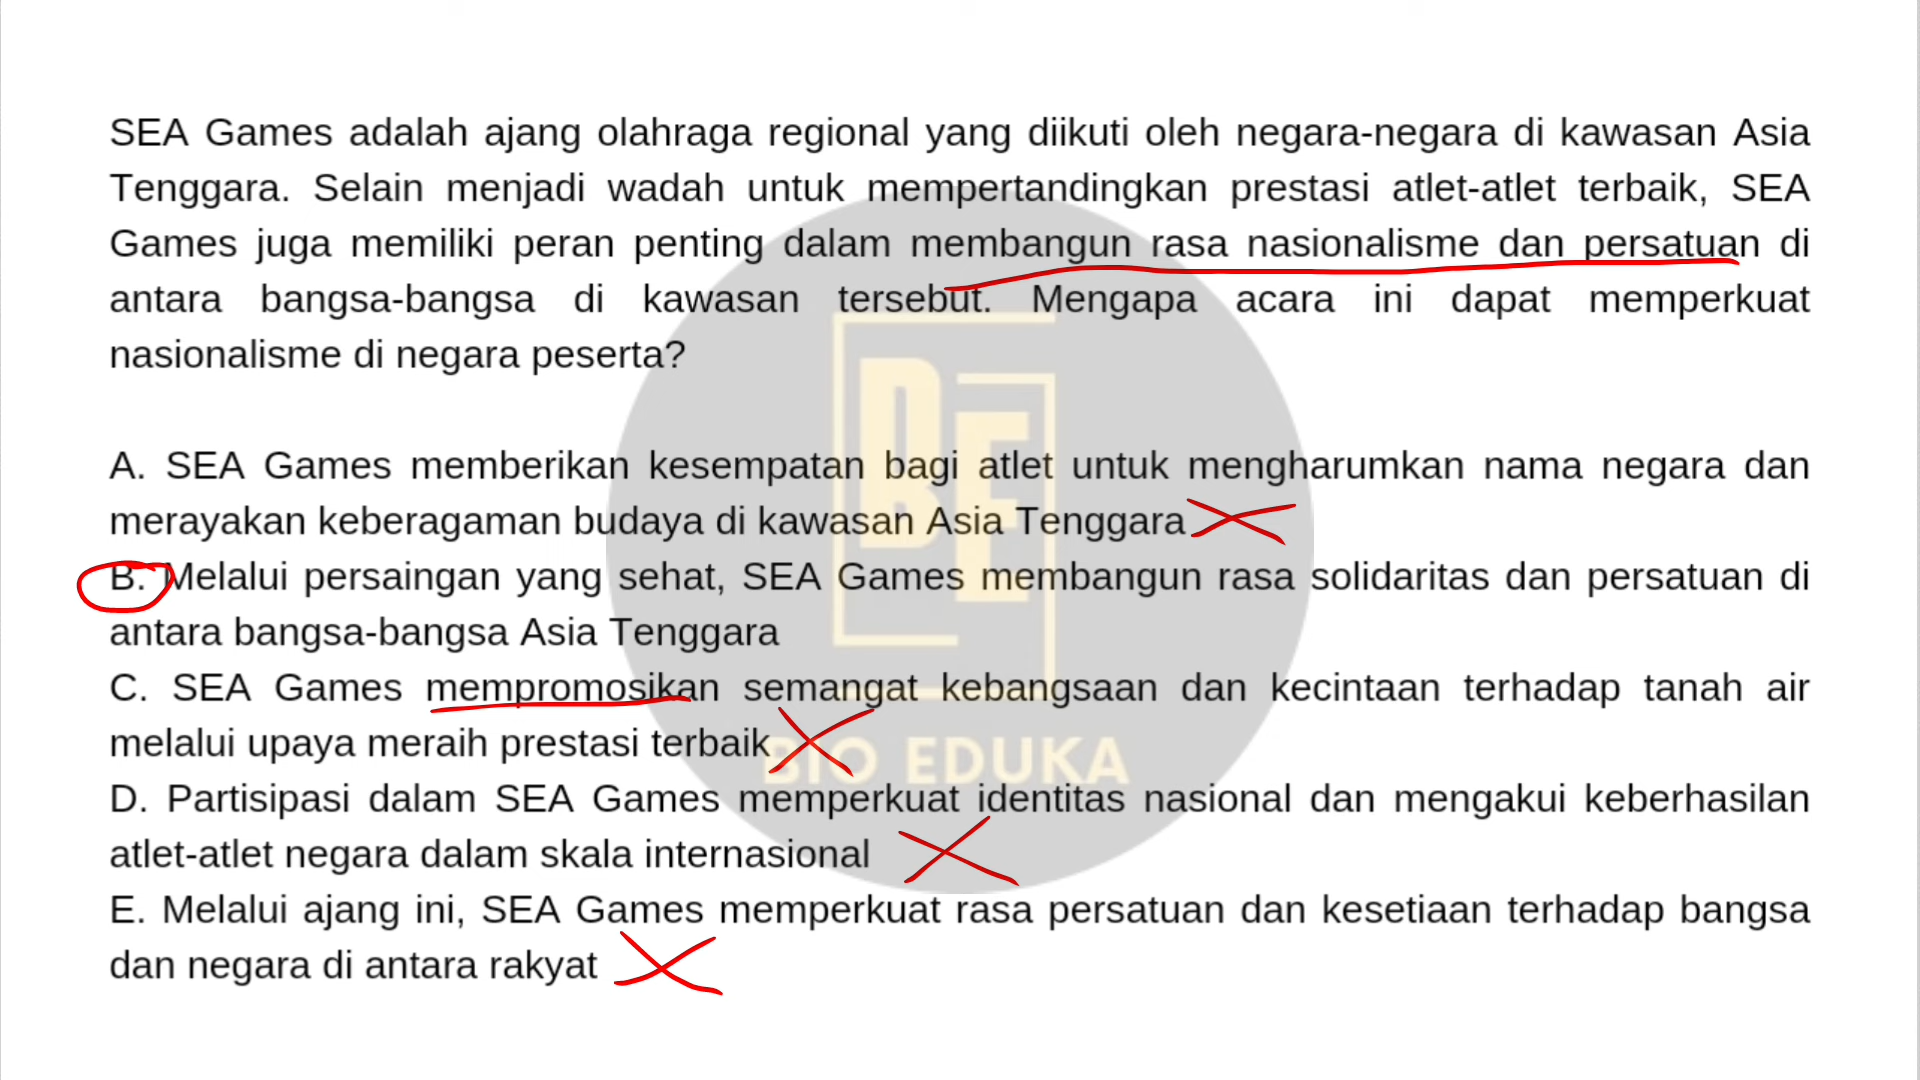 SEA Games adalah ajang olahraga regional yang diikuti oleh negara-negara di kawasan Asia
Tenggara. Selain menjadi wadah untuk mempertandingkan prestasi atlet-atlet terbaik, SEA
Games juga memiliki peran penting dalam membangun rasa nasionalisme dan persatuan di
antara bangsa-bangsa di kawasan tersebut. Mengapa acara ini dapat memperkuat
nasionalisme di negara peserta?
A. SEA Games memberikan kesempatan bagi atlet untuk mengharumkan nama negara dan
merayakan keberagaman budaya di kawasan Asia Tenggara
B. Melalui persaingan yang sehat, SEA Games membangun rasa solidaritas dan persatuan di
antara bangsa-bangsa Asia Tenggara
C. SEA Games mempromosikan semangat kebangsaan dan kecintaan terhadap tanah air
melalui upaya meraih prestasi terbaik
D. Partisipasi dalam SEA Games memperkuat identitas nasional dan mengakui keberhasilan
atlet-atlet negara dalam skala internasional
E. Melalui ajang ini, SEA Games memperkuat rasa persatuan dan kesetiaan terhadap bangsa
dan negara di antara rakyat
BE
BIO EDUKA